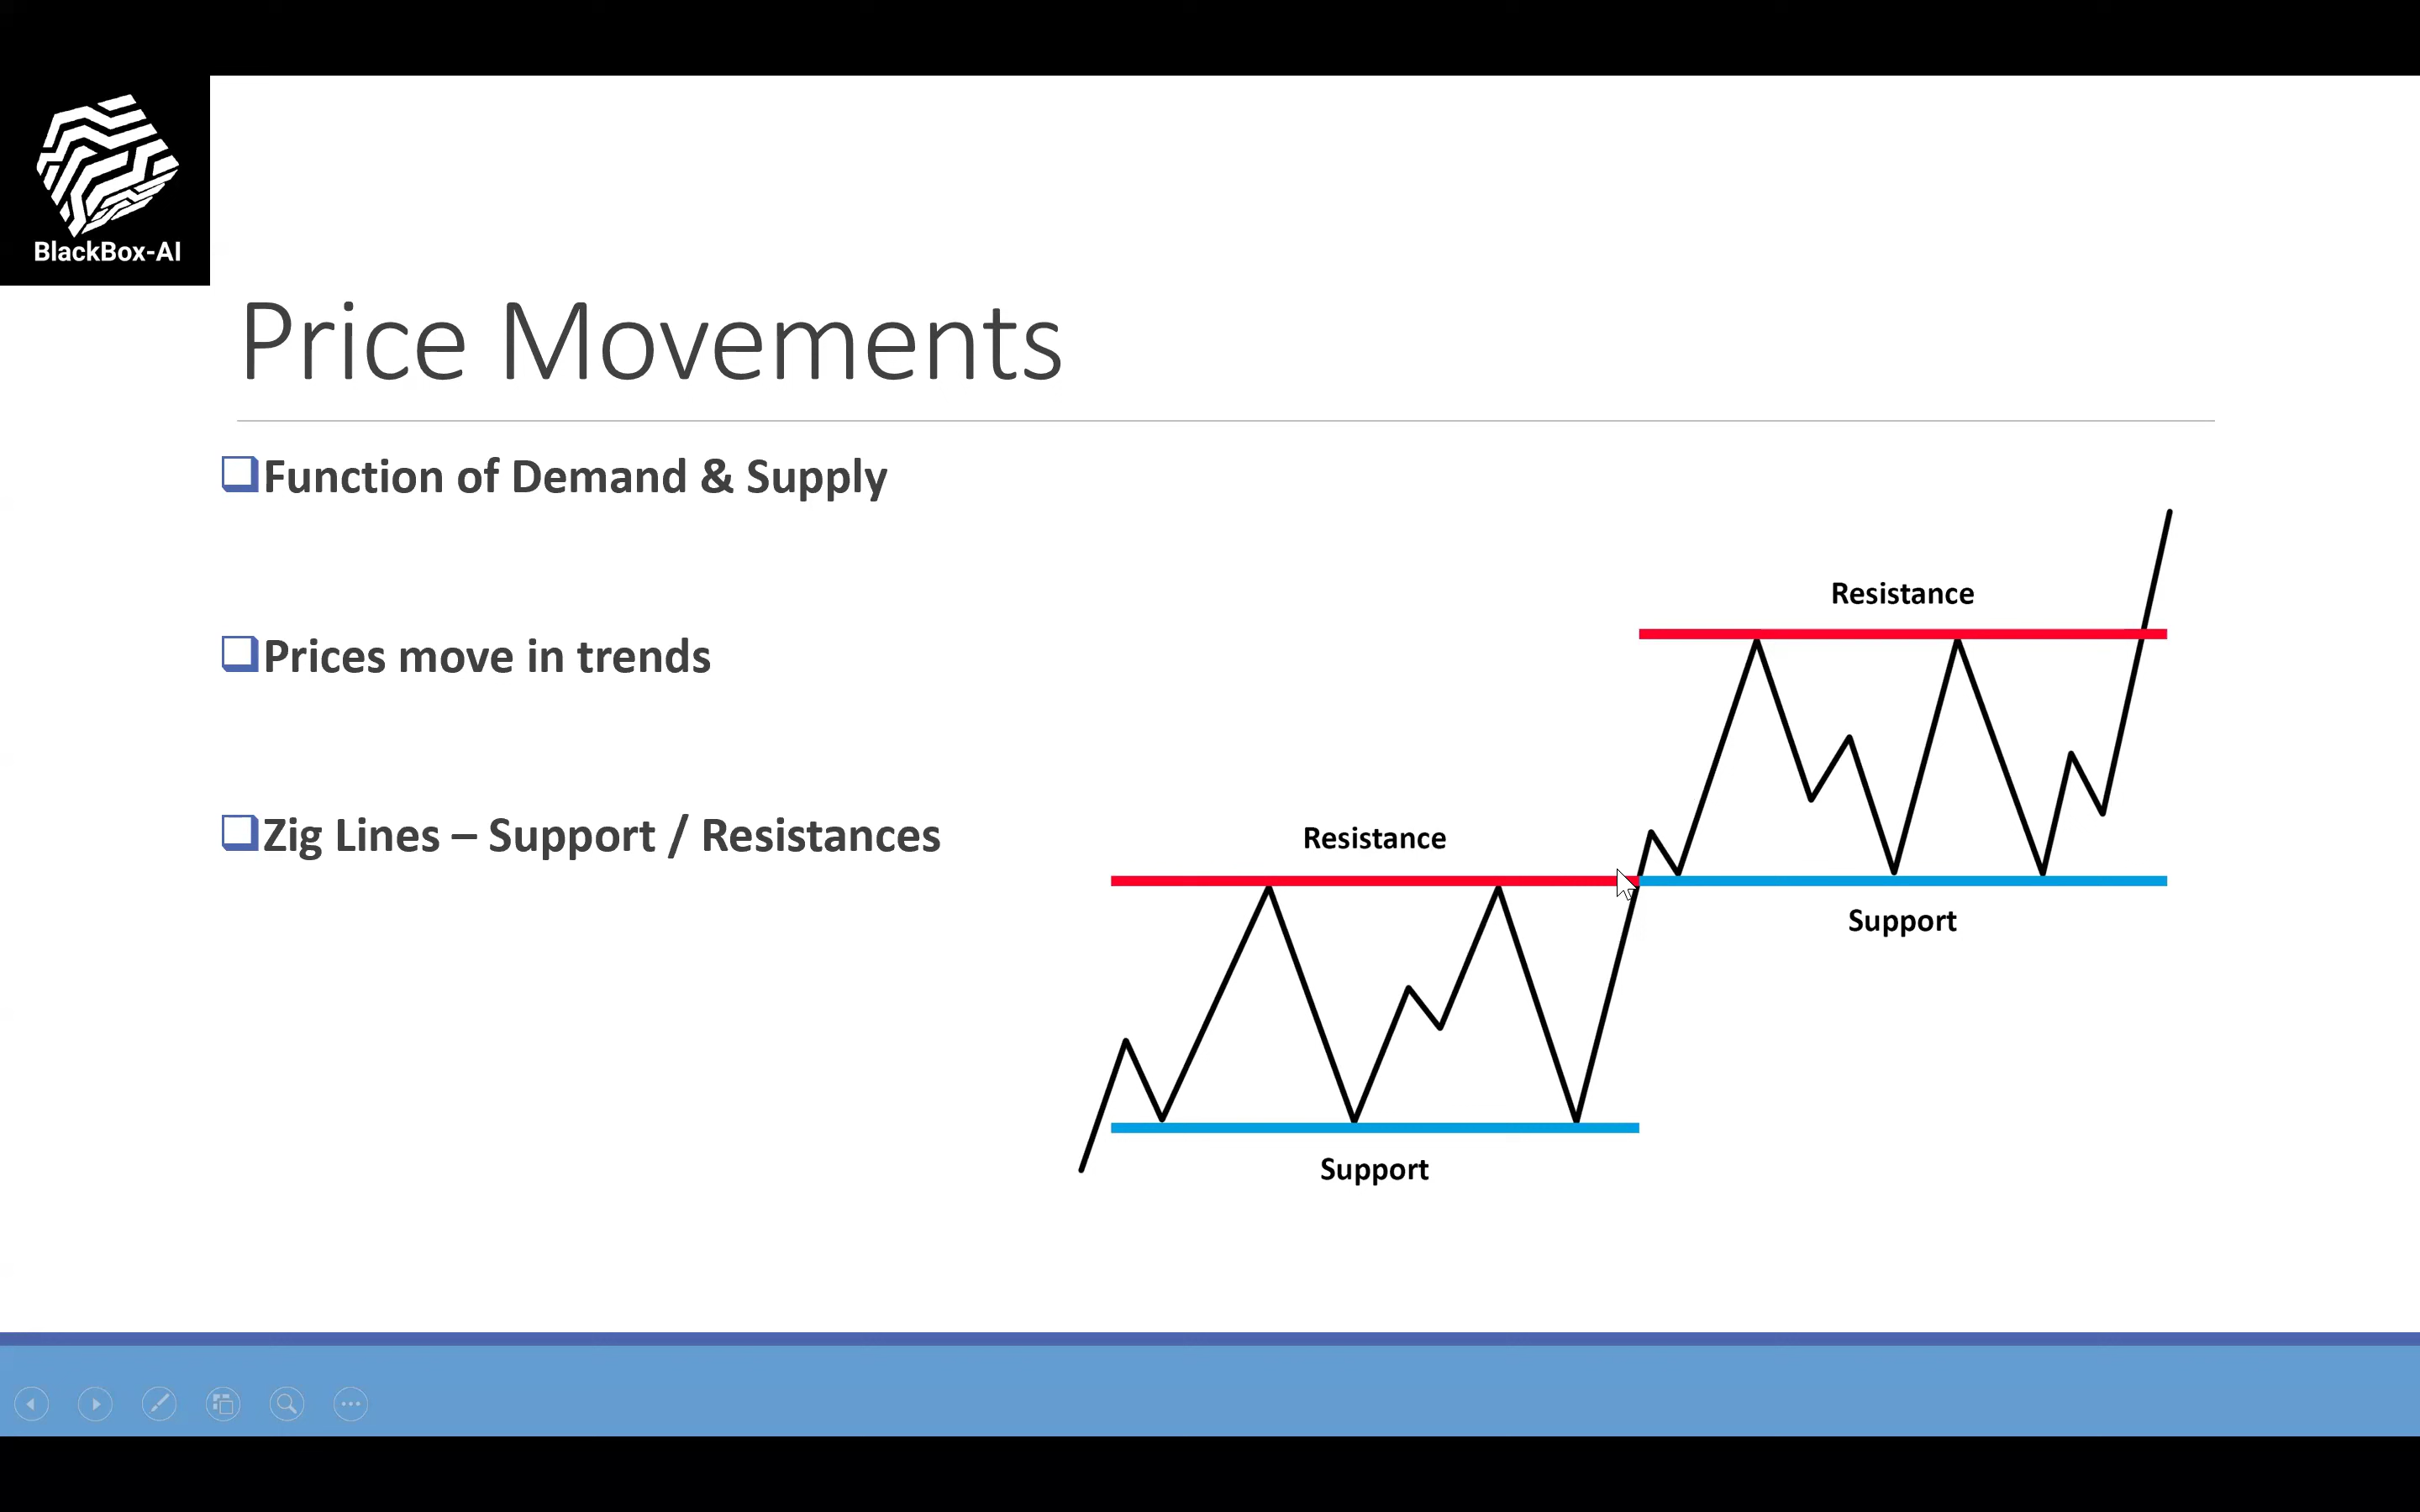 BlackBox-AI
Price Movements
Function of Demand & Supply
Prices move in trends
Zig Lines – Support / Resistances
Resistance
Resistance
Support
Support